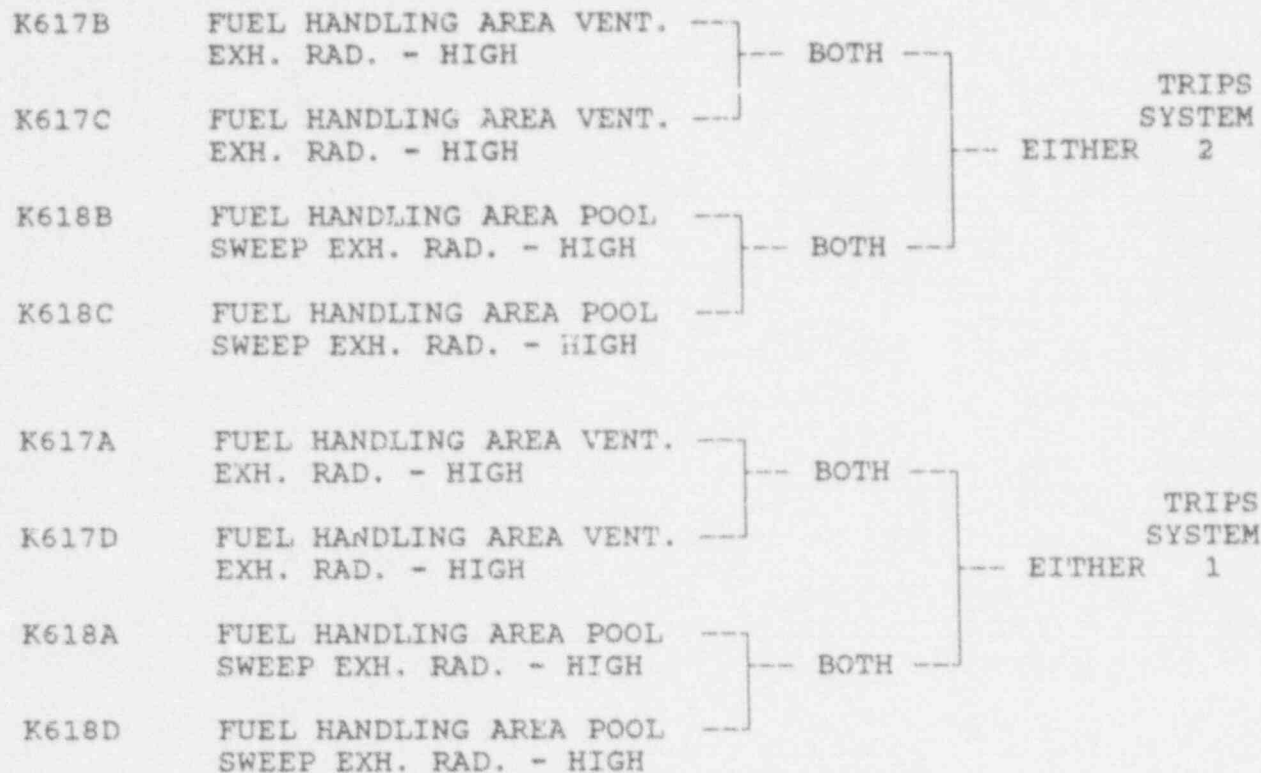 K617B FUEL HANDLING AREA VENT.
EXH. RAD. - HIGH
BOTH
K617C FUEL HANDLING AREA VENT.
EXH. RAD. - HIGH
TRIPS
SYSTEM
EITHER 2
K618B FUEL HANDLING AREA POOL
SWEEP EXH. RAD. - HIGH
BOTH
K618C FUEL HANDLING AREA POOL
SWEEP EXH. RAD. - HIGH
K617A FUEL HANDLING AREA VENT.
EXH. RAD. - HIGH
BOTH
K617D FUEL HANDLING AREA VENT.
EXH. RAD. - HIGH
TRIPS
SYSTEM
EITHER 1
K618A FUEL HANDLING AREA POOL
SWEEP EXH. RAD. - HIGH
BOTH
K618D FUEL HANDLING AREA POOL
SWEEP EXH. RAD. - HIGH